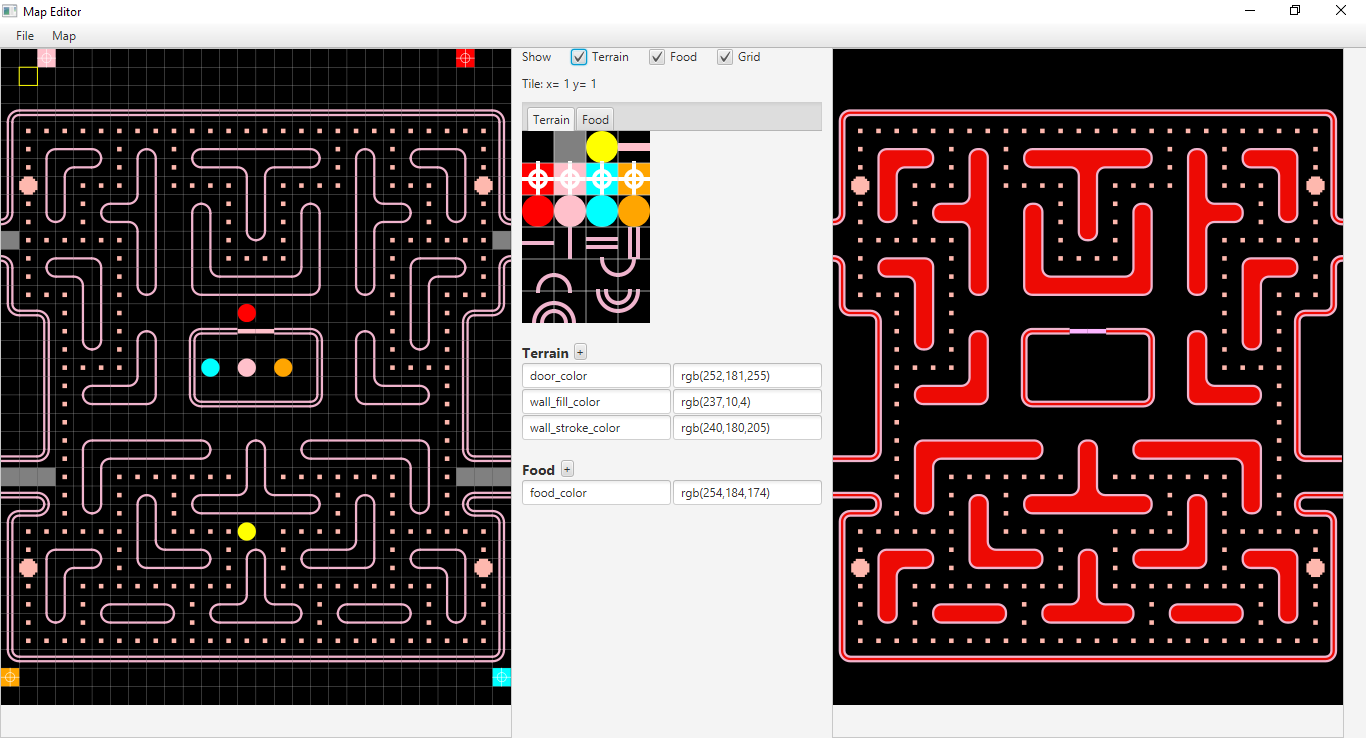 Map Editor
File Map
Show Terrain Food Grid
Tile: x= 1 y= 1
Terrain Food
Terrain +
door_color rgb(252,181,255)
wall_fill_color rgb(237,10,4)
wall_stroke_color rgb(240,180,205)
Food +
food_color rgb(254,184,174)